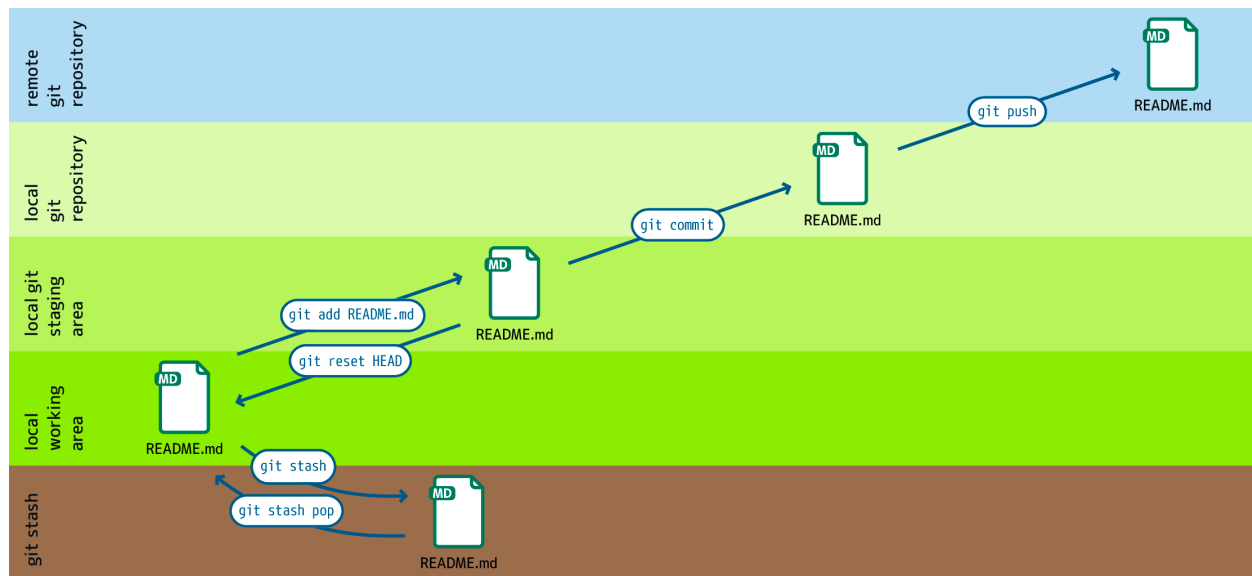 remote
git
repository
MD
README.md
git push
local
git
repository
MD
README.md
git commit
local git
staging
area
MD
README.md
git add README.md
git reset HEAD
local
working
area
MD
README.md
git stash
git stash pop
git stash
MD
README.md